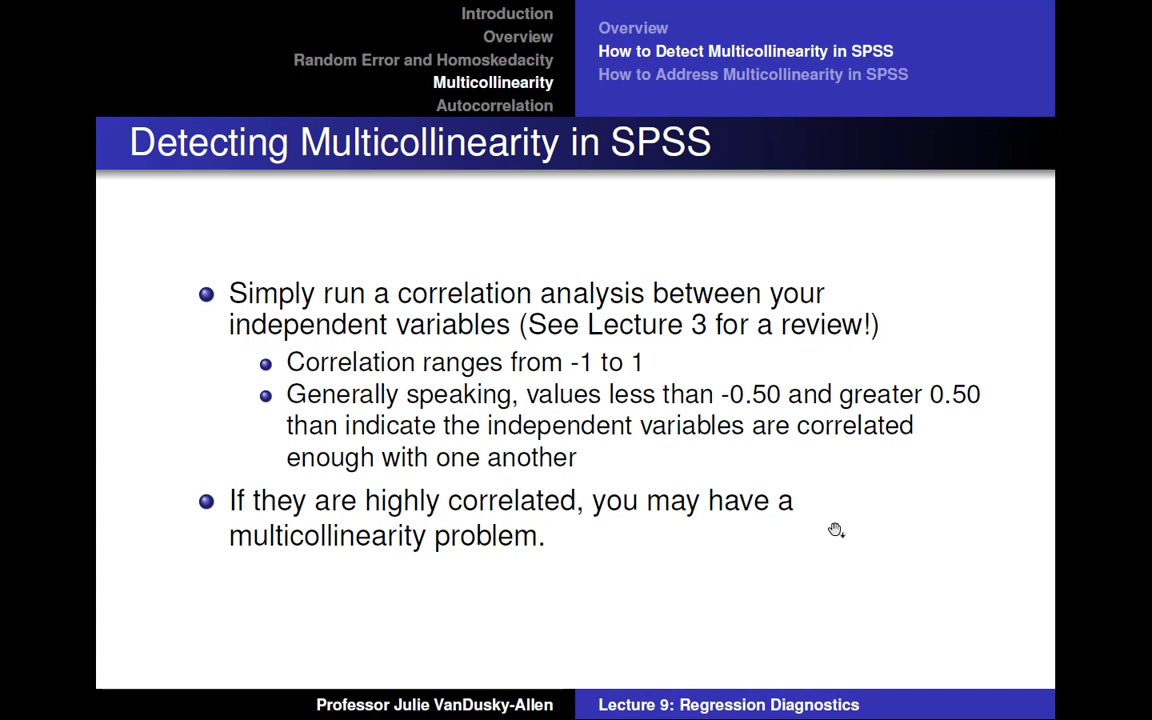 Introduction
Overview
Random Error and Homoskedacity
Multicollinearity
Autocorrelation
Overview
How to Detect Multicollinearity in SPSS
How to Address Multicollinearity in SPSS
Detecting Multicollinearity in SPSS
Simply run a correlation analysis between your
independent variables (See Lecture 3 for a review!)
Correlation ranges from -1 to 1
Generally speaking, values less than -0.50 and greater 0.50
than indicate the independent variables are correlated
enough with one another
If they are highly correlated, you may have a
multicollinearity problem.
Professor Julie VanDusky-Allen
Lecture 9: Regression Diagnostics